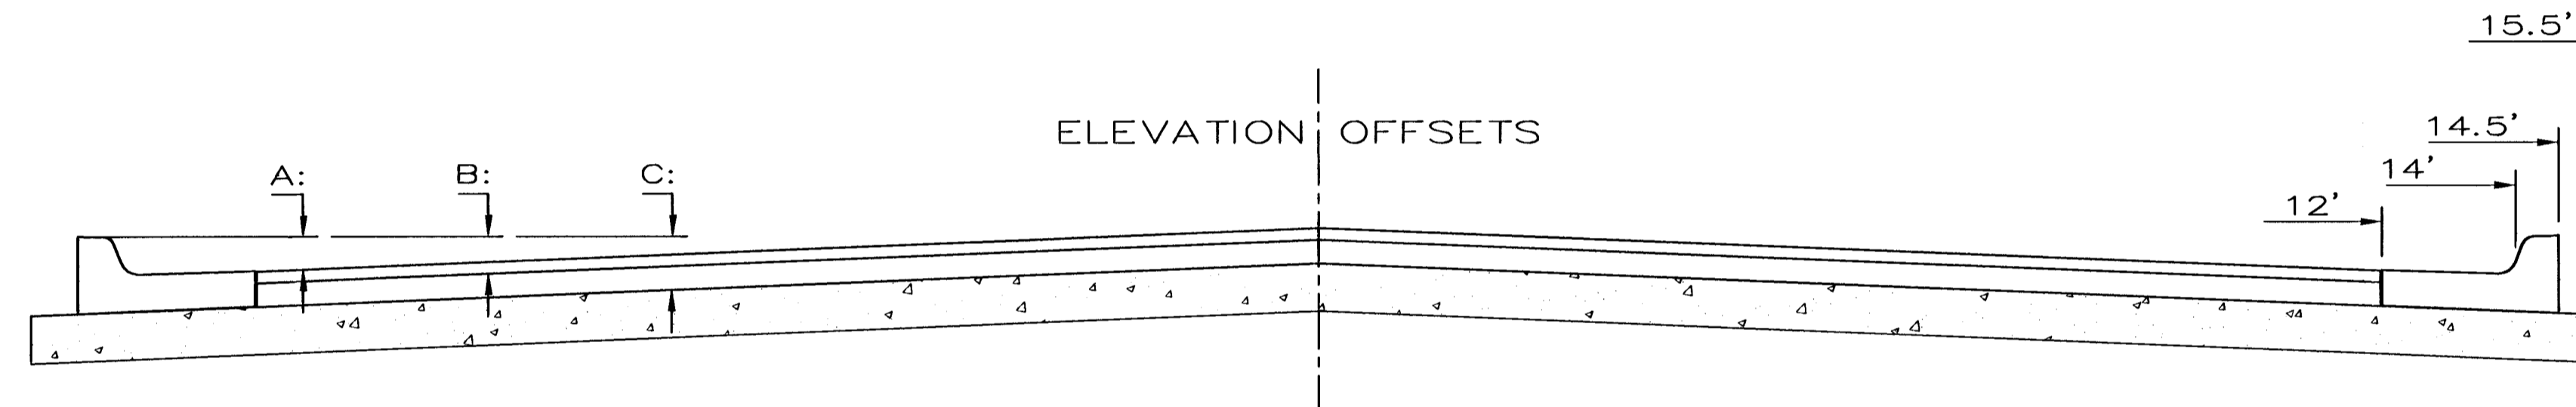 15.5'
ELEVATION OFFSETS
14.5'
14'
A: B: C:
12'